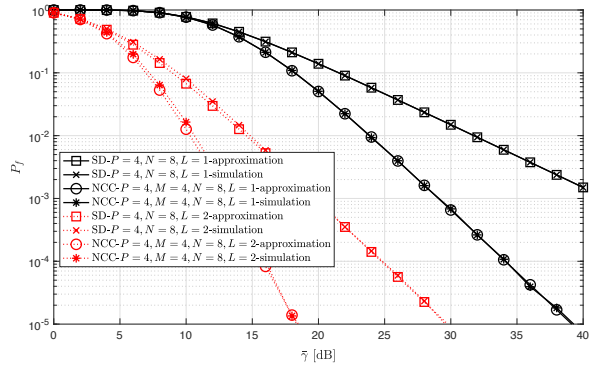 10^0
10^-1
10^-2
10^-3
10^-4
10^-5
P_f
SD-P = 4, N = 8, L = 1-approximation
SD-P = 4, N = 8, L = 1-simulation
NCC-P = 4, M = 4, N = 8, L = 1-approximation
NCC-P = 4, M = 4, N = 8, L = 1-simulation
SD-P = 4, N = 8, L = 2-approximation
SD-P = 4, N = 8, L = 2-simulation
NCC-P = 4, M = 4, N = 8, L = 2-approximation
NCC-P = 4, M = 4, N = 8, L = 2-simulation
0 5 10 15 20 25 30 35 40
γ̄ [dB]